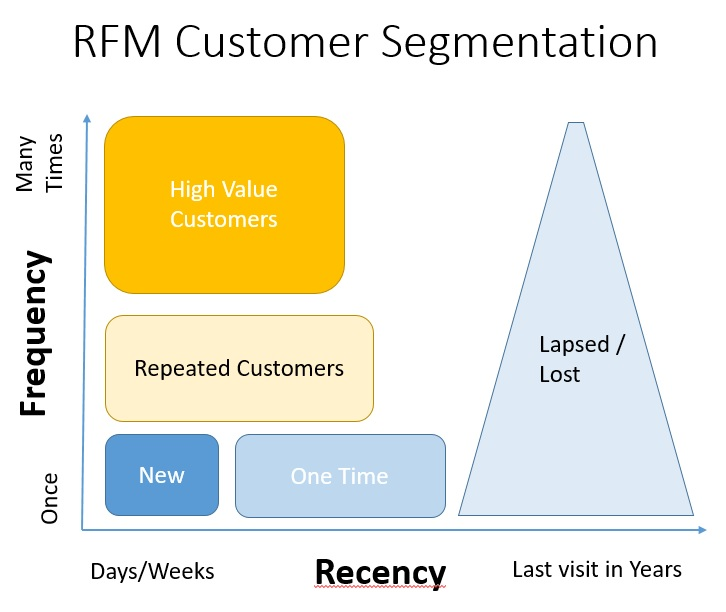 RFM Customer Segmentation
Many
Times
High Value
Customers
Frequency
Lapsed /
Lost
Repeated Customers
New
One Time
Once
Days/Weeks
Recency
Last visit in Years